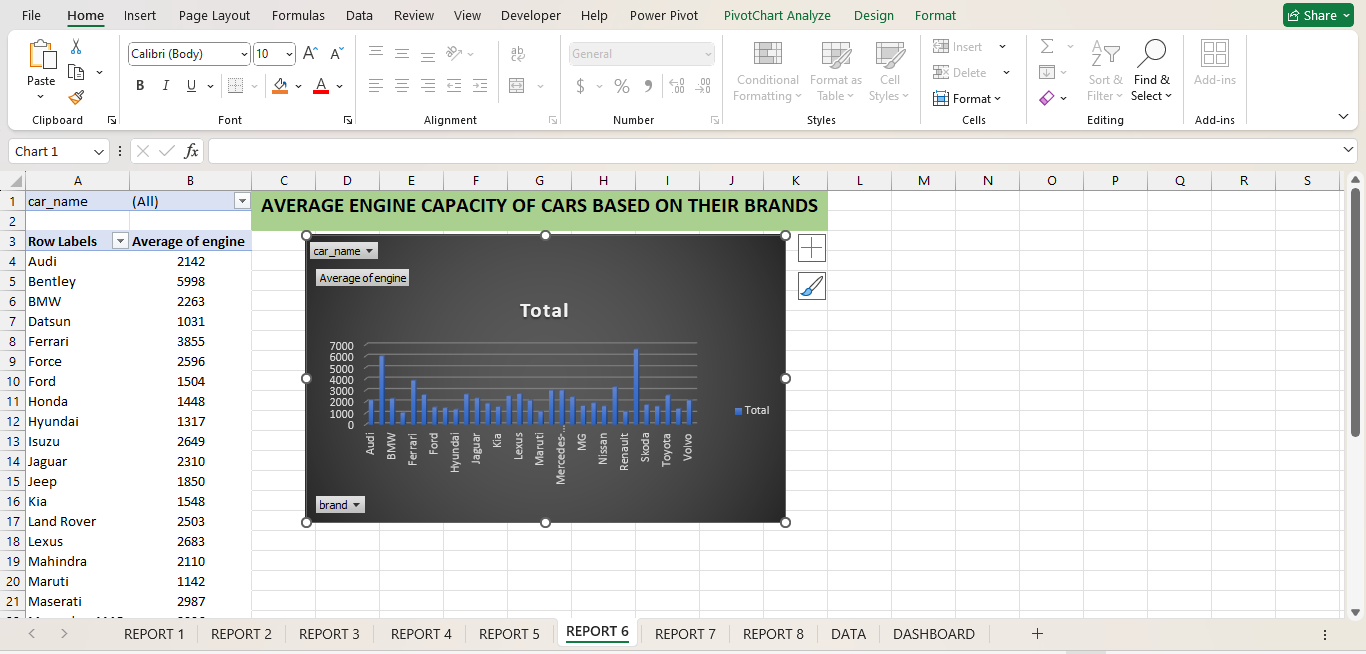 File Home Insert Page Layout Formulas Data Review View Developer Help Power Pivot PivotChart Analyze Design Format Share
Paste
Calibri (Body) 10 A^ A˅ ab General
B I U A $ % 9 .00
Conditional Formatting
Format as Table
Cell Styles
Insert
Delete
Format
Sort & Filter
Find & Select
Add-ins
Clipboard Font Alignment Number Styles Cells Editing Add-ins
Chart 1 fx
A B C D E F G H I J K L M N O P Q R S
1 car_name (All) AVERAGE ENGINE CAPACITY OF CARS BASED ON THEIR BRANDS
2
3 Row Labels Average of engine
4 Audi 2142
5 Bentley 5998
6 BMW 2263
7 Datsun 1031
8 Ferrari 3855
9 Force 2596
10 Ford 1504
11 Honda 1448
12 Hyundai 1317
13 Isuzu 2649
14 Jaguar 2310
15 Jeep 1850
16 Kia 1548
17 Land Rover 2503
18 Lexus 2683
19 Mahindra 2110
20 Maruti 1142
21 Maserati 2987
car_name
Average of engine
Total
7000
6000
5000
4000
3000
2000
1000
0
Audi BMW Ferrari Ford Hyundai Jaguar Kia Lexus Maruti Mercedes-… MG Nissan Renault Skoda Toyota Volvo
Total
brand
REPORT 1 REPORT 2 REPORT 3 REPORT 4 REPORT 5 REPORT 6 REPORT 7 REPORT 8 DATA DASHBOARD